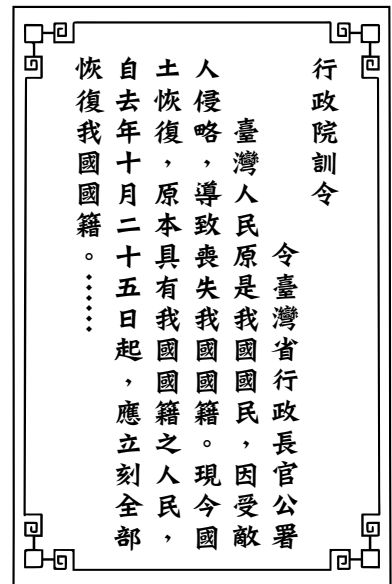 行政院訓令
令臺灣省行政長官公署
臺灣人民原是我國國民，因受敵
人侵略，導致喪失我國國籍。現今國
土恢復，原本具有我國國籍之人民，
自去年十月二十五日起，應立刻全部
恢復我國國籍。……